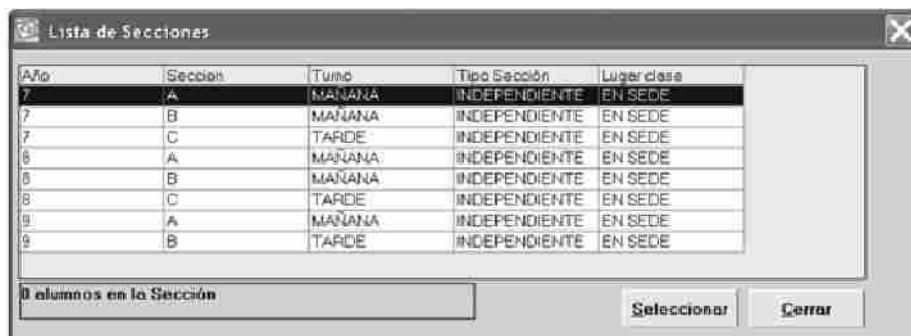 Lista de Secciones
Año Seccion Turno Tipo Sección Lugar clase
7 A MAÑANA INDEPENDIENTE EN SEDE
7 B MAÑANA INDEPENDIENTE EN SEDE
7 C TARDE INDEPENDIENTE EN SEDE
8 A MAÑANA INDEPENDIENTE EN SEDE
8 B MAÑANA INDEPENDIENTE EN SEDE
8 C TARDE INDEPENDIENTE EN SEDE
9 A MAÑANA INDEPENDIENTE EN SEDE
9 B TARDE INDEPENDIENTE EN SEDE
0 alumnos en la Sección
Seleccionar Cerrar